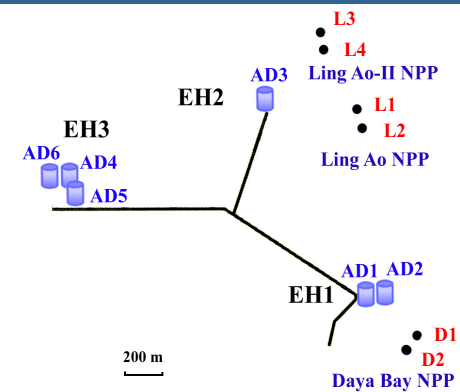 L3
L4
AD3
Ling Ao-II NPP
EH2
L1
EH3
L2
AD6
AD4
Ling Ao NPP
AD5
AD1 AD2
EH1
D1
200 m
D2
Daya Bay NPP